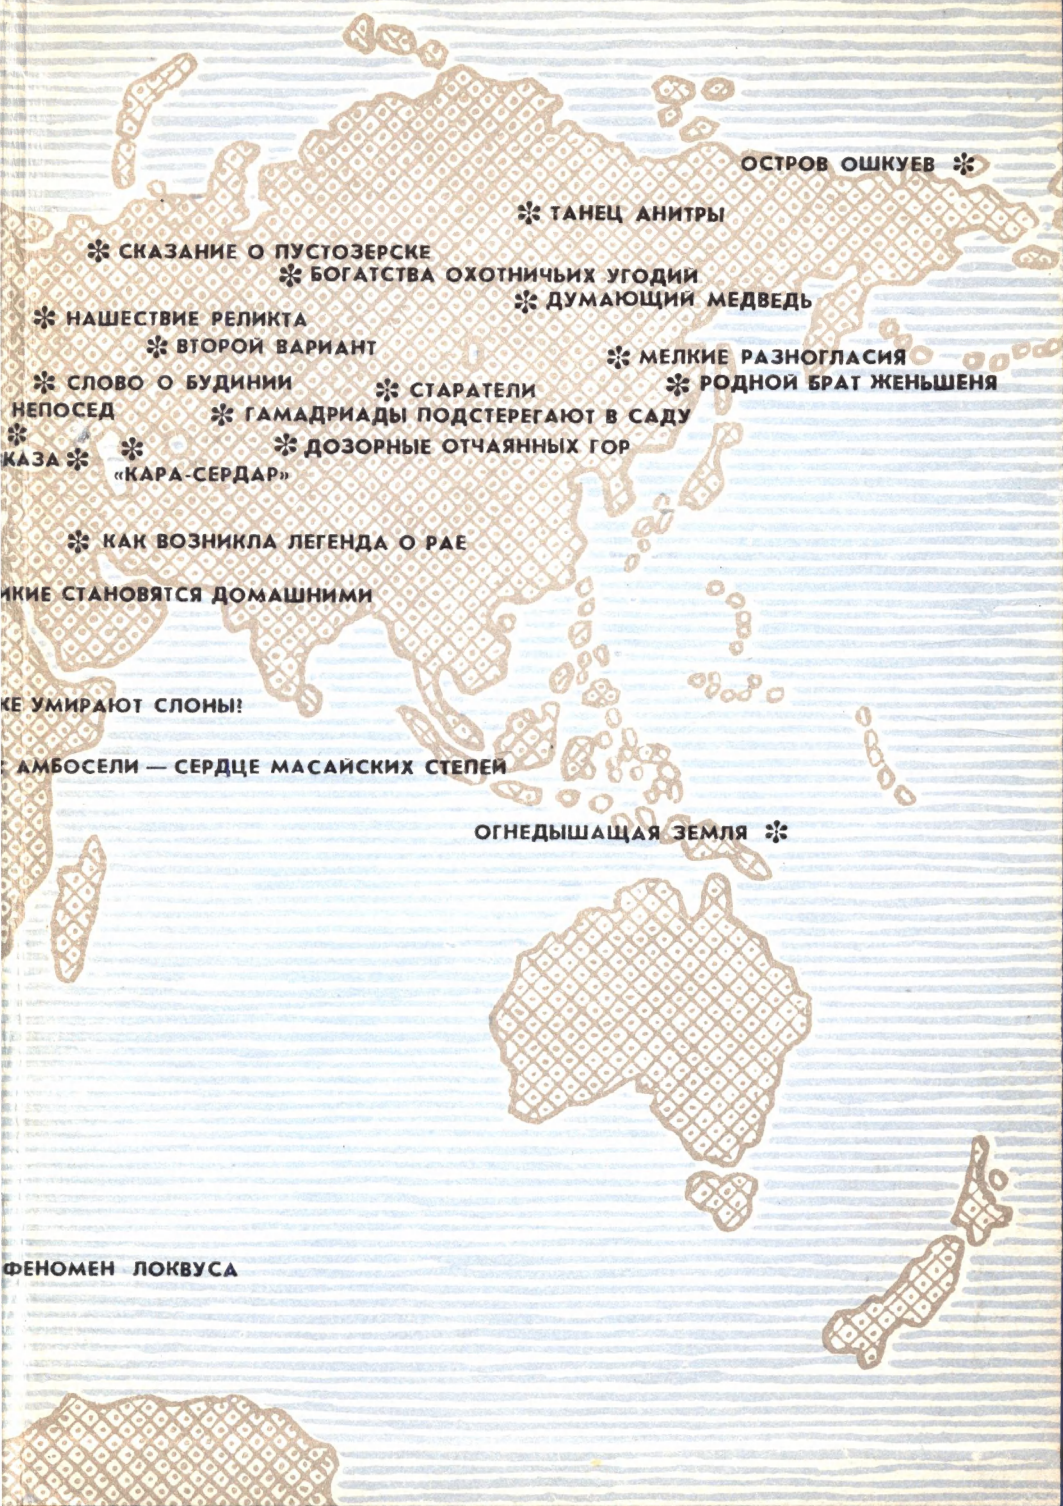 ОСТРОВ ОШКУЕВ
ТАНЕЦ АНИТРЫ
СКАЗАНИЕ О ПУСТОЗЕРСКЕ
БОГАТСТВА ОХОТНИЧЬИХ УГОДИЙ
ДУМАЮЩИЙ МЕДВЕДЬ
НАШЕСТВИЕ РЕЛИКТА
ВТОРОЙ ВАРИАНТ
МЕЛКИЕ РАЗНОГЛАСИЯ
СЛОВО О БУДИНИИ
СТАРАТЕЛИ
РОДНОЙ БРАТ ЖЕНЬШЕНЯ
НЕПОСЕД
ГАМАДРИАДЫ ПОДСТЕРЕГАЮТ В САДУ
ДОЗОРНЫЕ ОТЧАЯННЫХ ГОР
КАЗА
«КАРА-СЕРДАР»
КАК ВОЗНИКЛА ЛЕГЕНДА О РАЕ
ИКИЕ СТАНОВЯТСЯ ДОМАШНИМИ
ЖЕ УМИРАЮТ СЛОНЫ?
АМБОСЕЛИ — СЕРДЦЕ МАСАЙСКИХ СТЕПЕЙ
ОГНЕДЫШАЩАЯ ЗЕМЛЯ
ФЕНОМЕН ЛОКВУСА